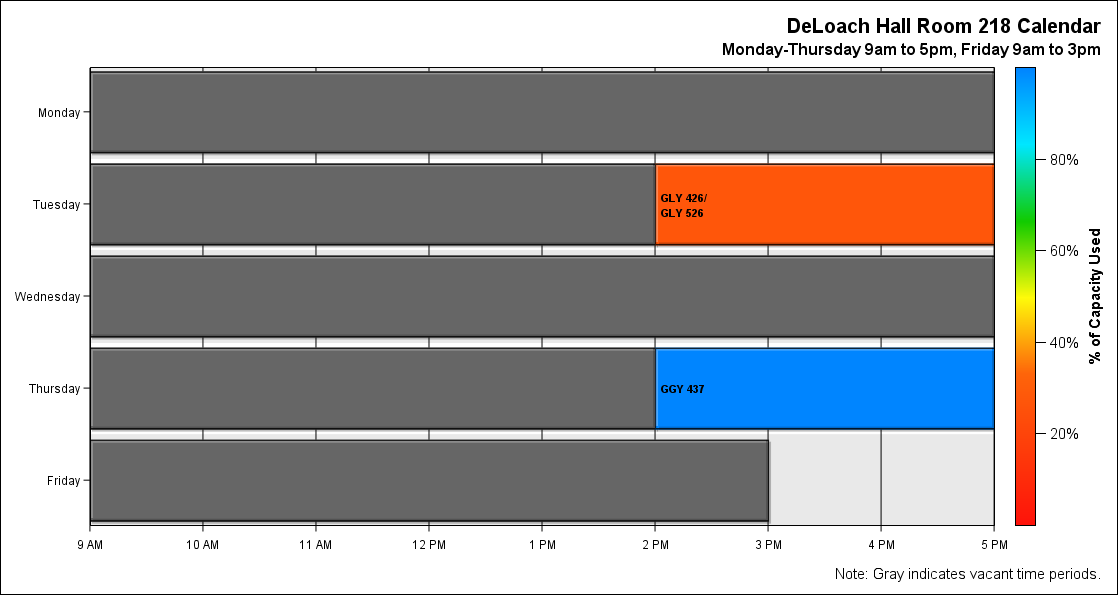 DeLoach Hall Room 218 Calendar
Monday-Thursday 9am to 5pm, Friday 9am to 3pm
Monday
Tuesday
GLY 426/
GLY 526
Wednesday
Thursday
GGY 437
Friday
9 AM
10 AM
11 AM
12 PM
1 PM
2 PM
3 PM
4 PM
5 PM
80%
60%
40%
20%
% of Capacity Used
Note: Gray indicates vacant time periods.